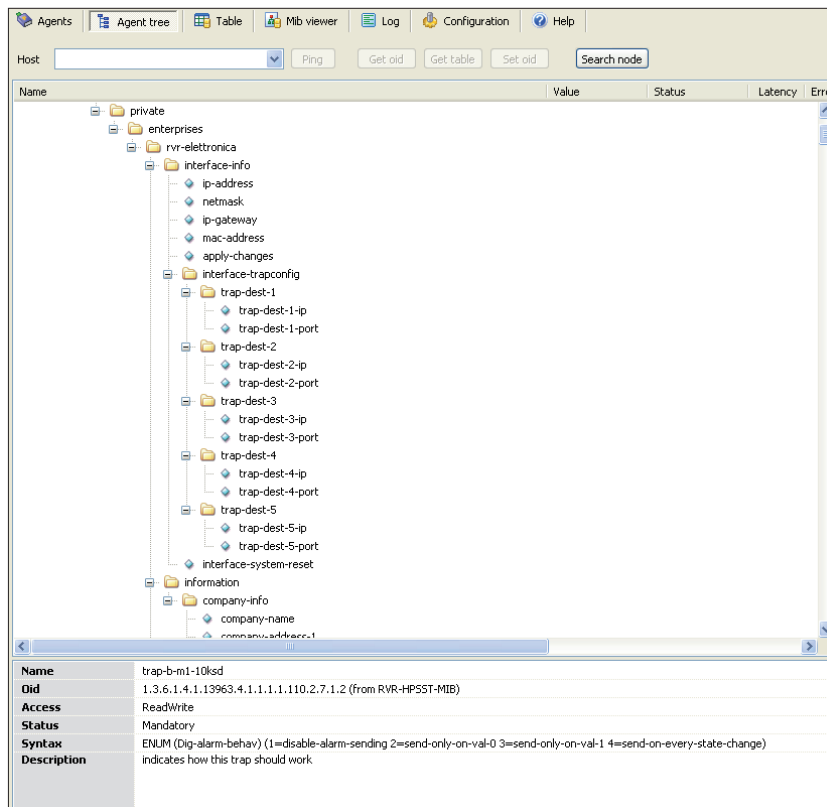 Agents Agent tree Table Mib viewer Log Configuration Help
Host Ping Get oid Get table Set oid Search node
Name Value Status Latency Erre
private
enterprises
rvr-elettronica
interface-info
ip-address
netmask
ip-gateway
mac-address
apply-changes
interface-trapconfig
trap-dest-1
trap-dest-1-ip
trap-dest-1-port
trap-dest-2
trap-dest-2-ip
trap-dest-2-port
trap-dest-3
trap-dest-3-ip
trap-dest-3-port
trap-dest-4
trap-dest-4-ip
trap-dest-4-port
trap-dest-5
trap-dest-5-ip
trap-dest-5-port
interface-system-reset
information
company-info
company-name
company-address-1
Name trap-b-m1-10ksd
Oid 1.3.6.1.4.1.13963.4.1.1.1.1.110.2.7.1.2 (from RVR-HPSST-MIB)
Access ReadWrite
Status Mandatory
Syntax ENUM (Dig-alarm-behav) (1=disable-alarm-sending 2=send-only-on-val-0 3=send-only-on-val-1 4=send-on-every-state-change)
Description indicates how this trap should work